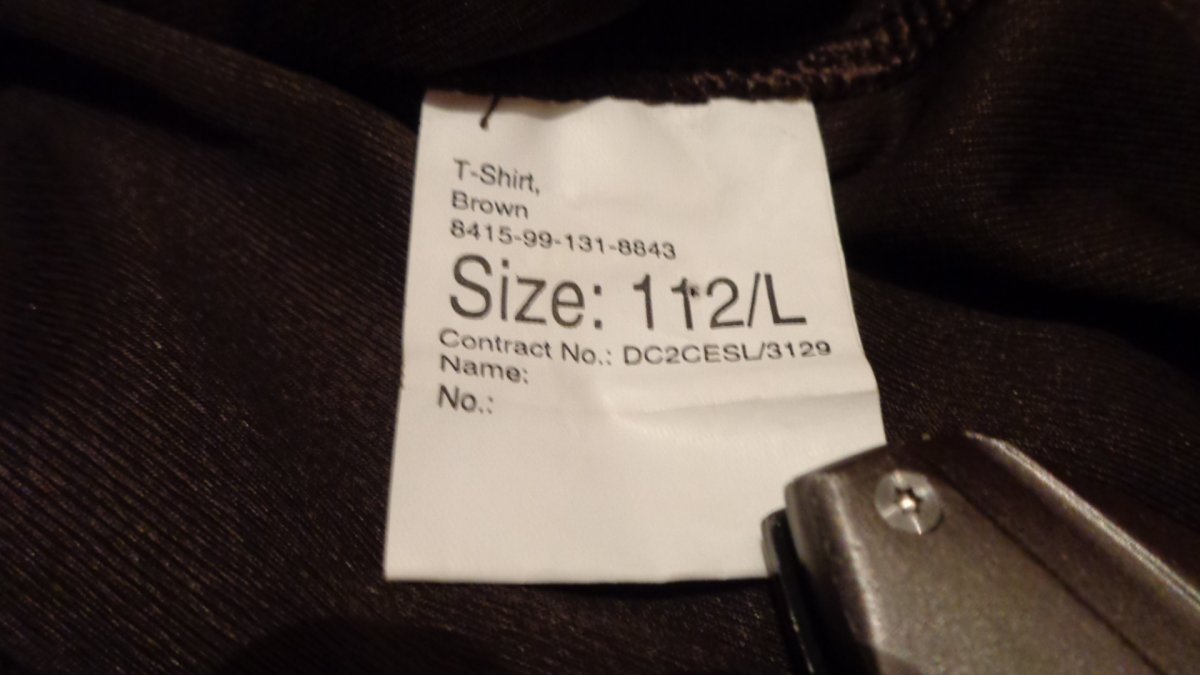 T-Shirt,
Brown
8415-99-131-8843
Size: 112/L
Contract No.: DC2CESL/3129
Name:
No.: